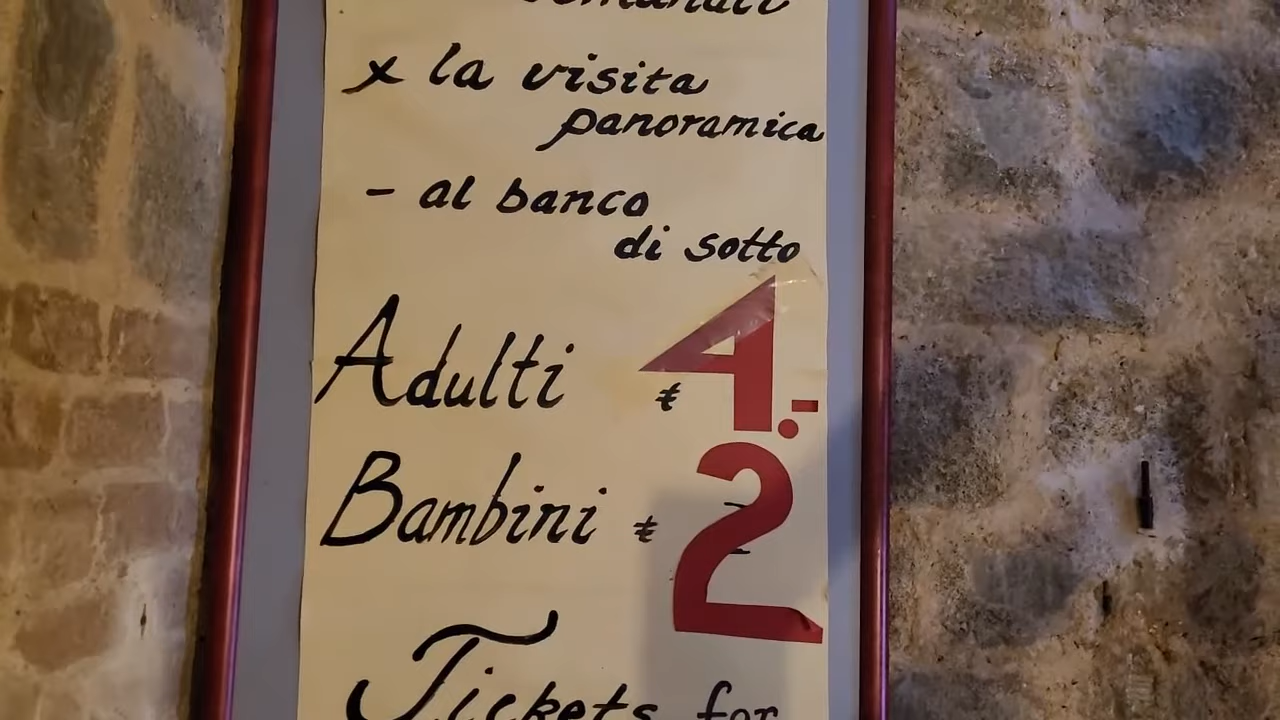 x la visita
panoramica
- al banco
di sotto
Adulti € 4.-
Bambini € 2
Tickets for